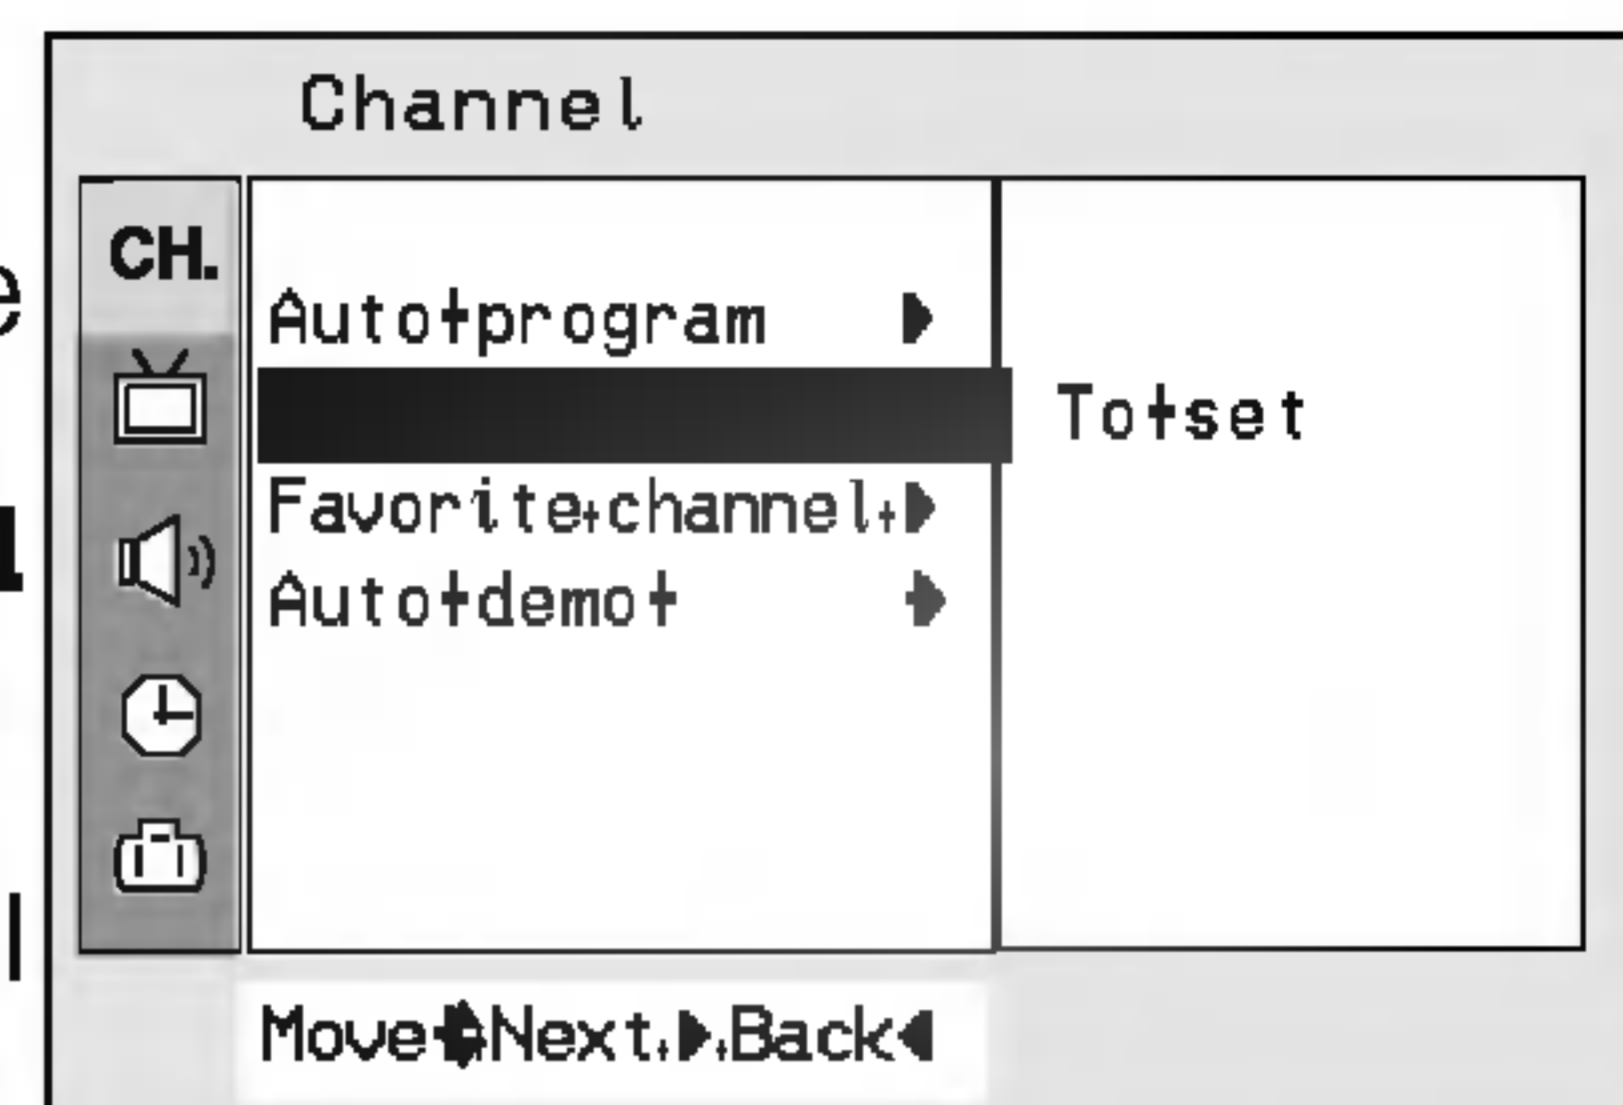 Channel
CH.
Auto+program ▶
To+set
Favorite+channel+▶
Auto+demo+ ▶
Move+◆Next+▶+Back◀